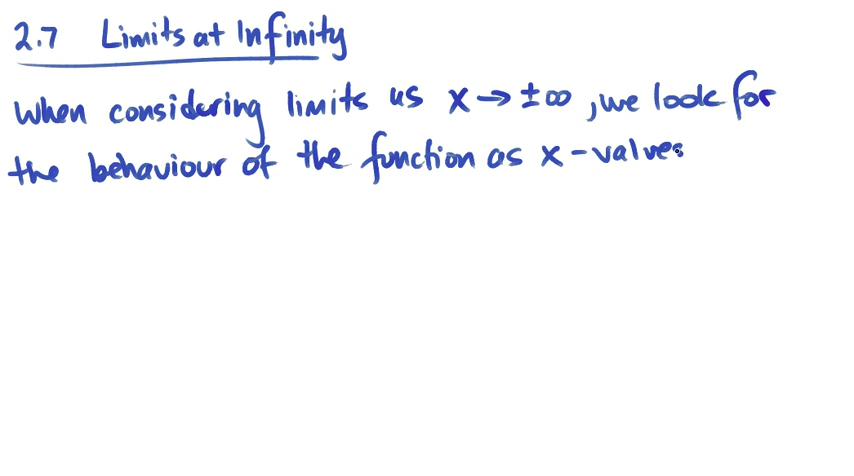 2.7 Limits at Infinity
When considering limits as x → ±∞, we look for
the behaviour of the function as x-values